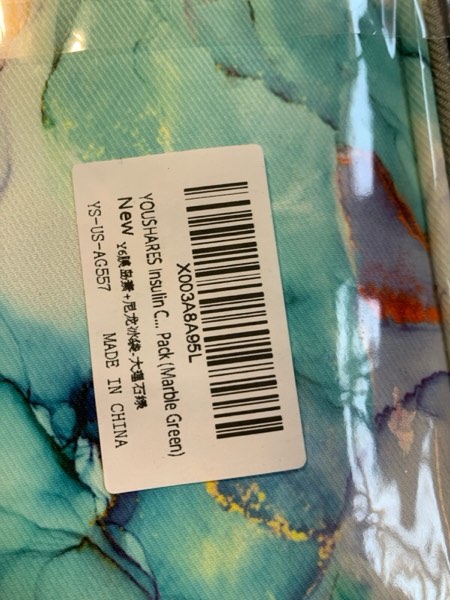 X003A8A95L
YOUSHARES Insulin C.... Pack (Marble Green)
New Y6胰岛素+尼龙冰袋-大理石绿
YS-US-AG557 MADE IN CHINA